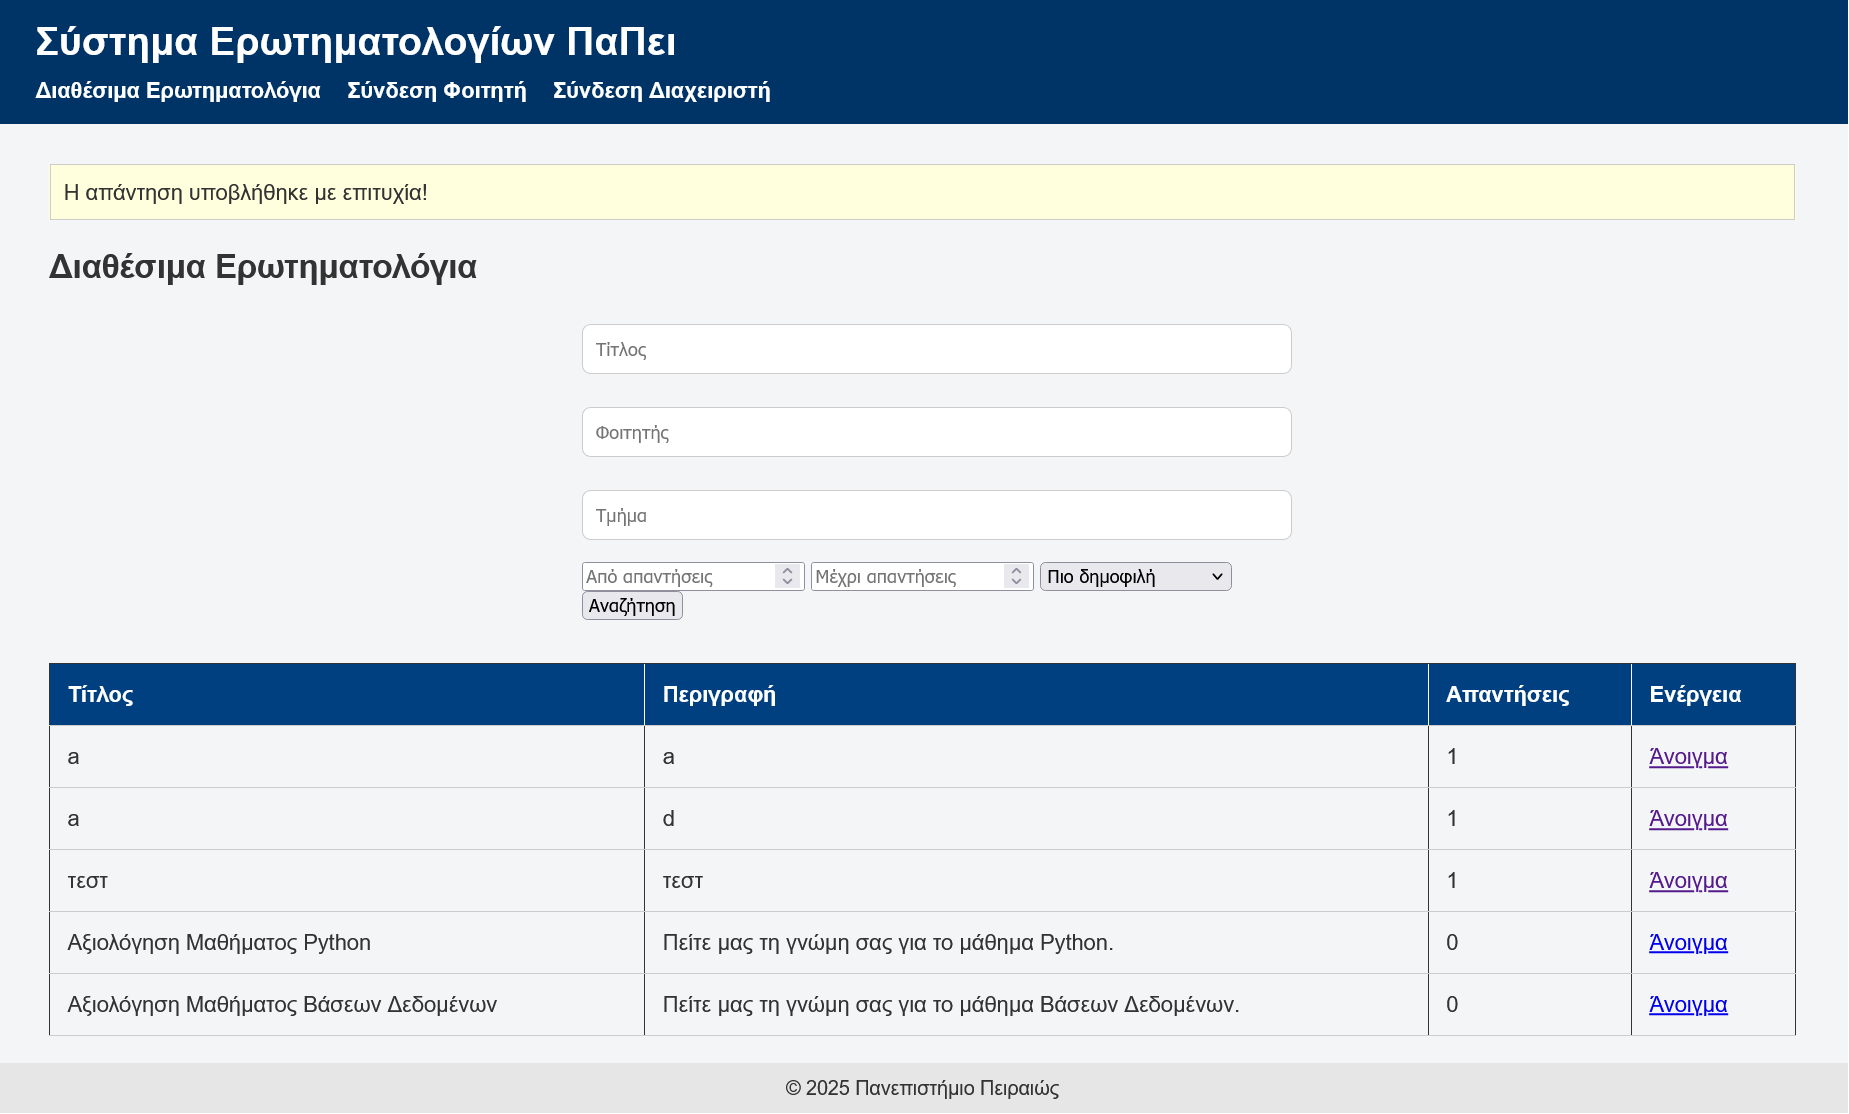 Σύστημα Ερωτηματολογίων ΠαΠει
Διαθέσιμα Ερωτηματολόγια Σύνδεση Φοιτητή Σύνδεση Διαχειριστή
Η απάντηση υποβλήθηκε με επιτυχία!
Διαθέσιμα Ερωτηματολόγια
Τίτλος
Φοιτητής
Τμήμα
Από απαντήσεις Μέχρι απαντήσεις Πιο δημοφιλή
Αναζήτηση
Τίτλος Περιγραφή Απαντήσεις Ενέργεια
a a 1 Άνοιγμα
a d 1 Άνοιγμα
τεστ τεστ 1 Άνοιγμα
Αξιολόγηση Μαθήματος Python Πείτε μας τη γνώμη σας για το μάθημα Python. 0 Άνοιγμα
Αξιολόγηση Μαθήματος Βάσεων Δεδομένων Πείτε μας τη γνώμη σας για το μάθημα Βάσεων Δεδομένων. 0 Άνοιγμα
© 2025 Πανεπιστήμιο Πειραιώς